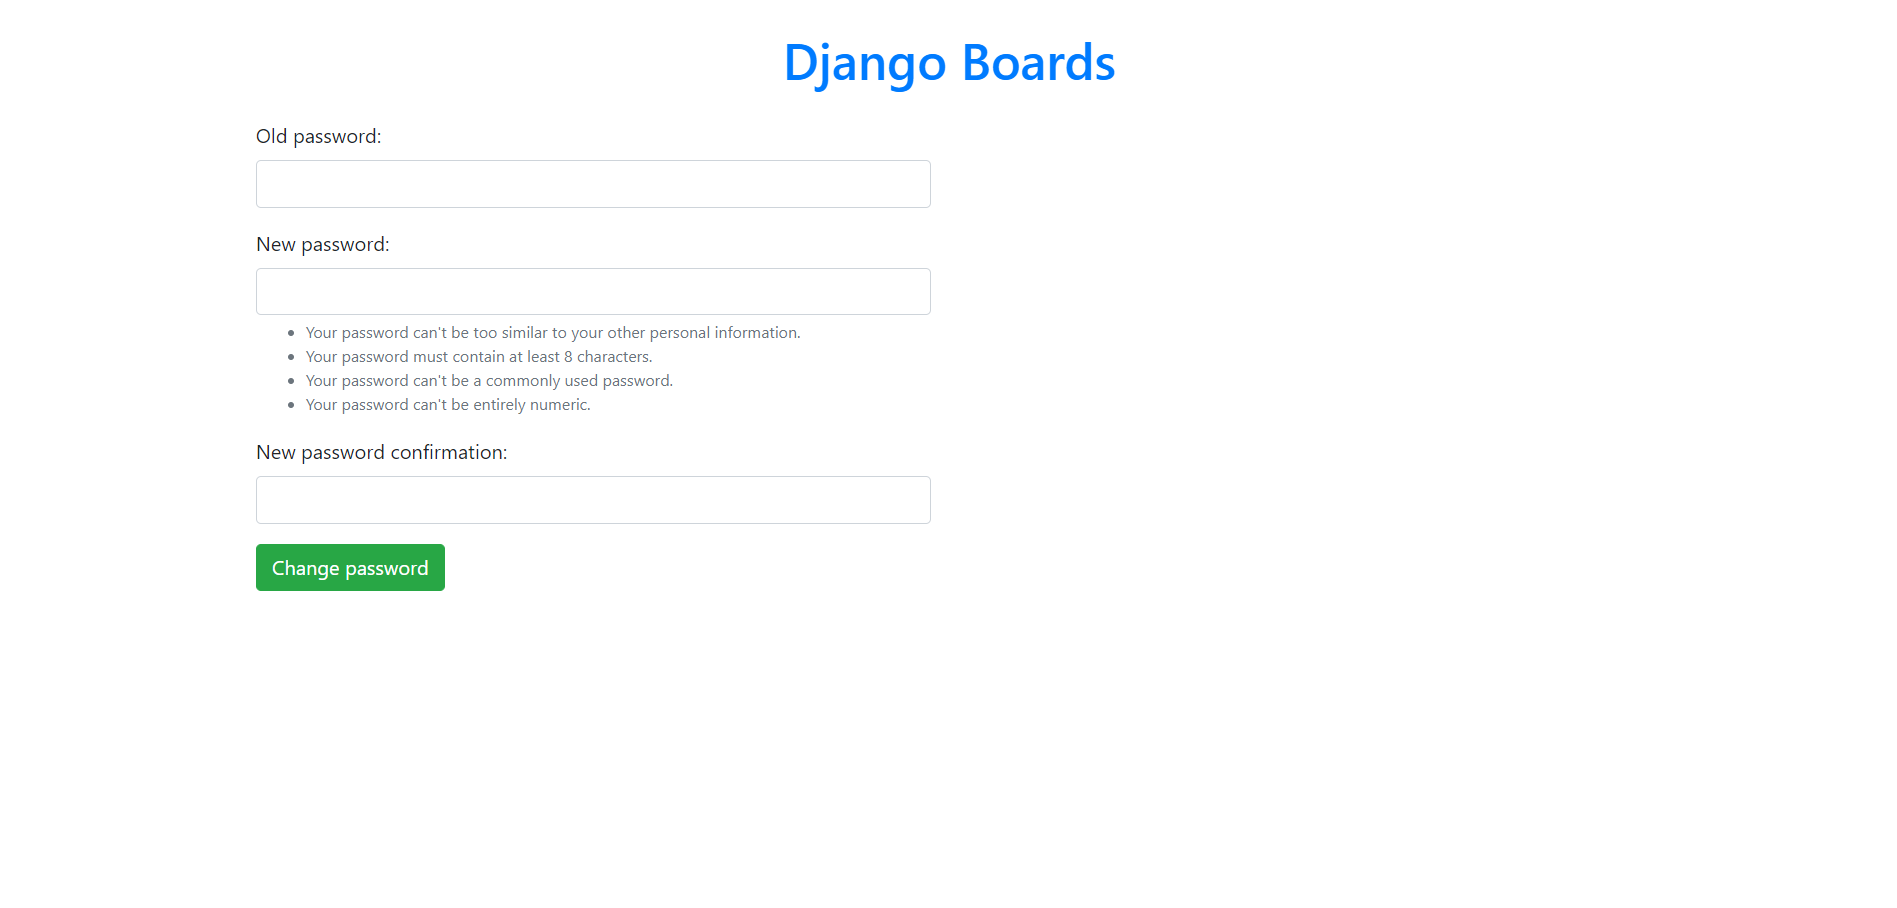 Django Boards
Old password:
New password:
Your password can't be too similar to your other personal information.
Your password must contain at least 8 characters.
Your password can't be a commonly used password.
Your password can't be entirely numeric.
New password confirmation:
Change password